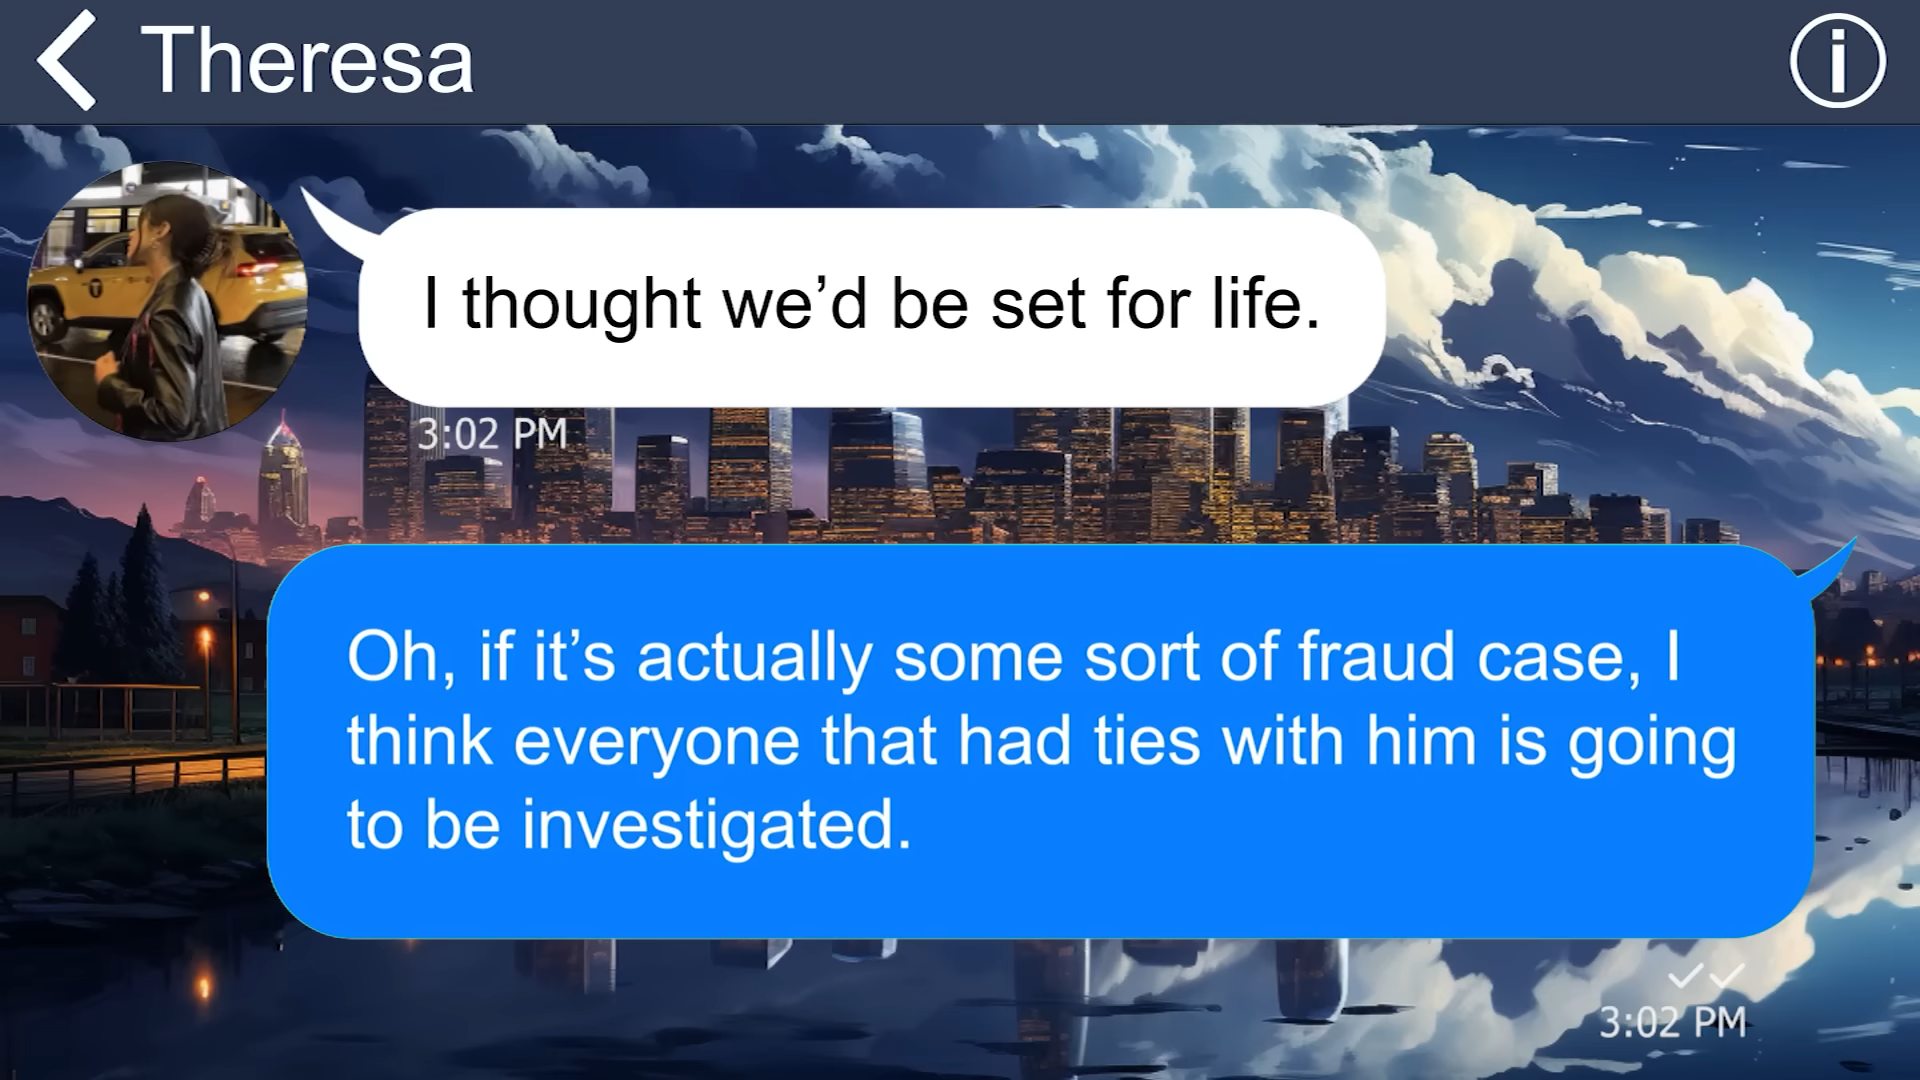 Theresa
I thought we’d be set for life.
3:02 PM
Oh, if it’s actually some sort of fraud case, I
think everyone that had ties with him is going
to be investigated.
3:02 PM